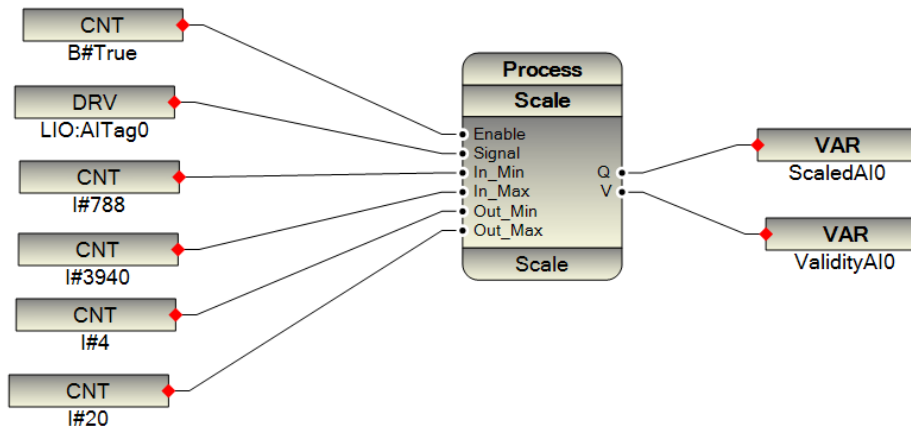 CNT
B#True
DRV
LIO:AITag0
CNT
I#788
CNT
I#3940
CNT
I#4
CNT
I#20
Process
Scale
Enable
Signal
In_Min
In_Max
Out_Min
Out_Max
Q
V
Scale
VAR
ScaledAI0
VAR
ValidityAI0